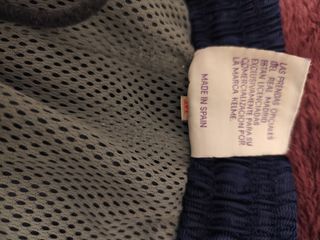 LAS PRENDAS OFICIALES
DEL REAL MADRID
ESTAN LICENCIADAS
EXCLUSIVAMENTE PARA SU
COMERCIALIZACION POR
LA MARCA KELME.
MADE IN SPAIN